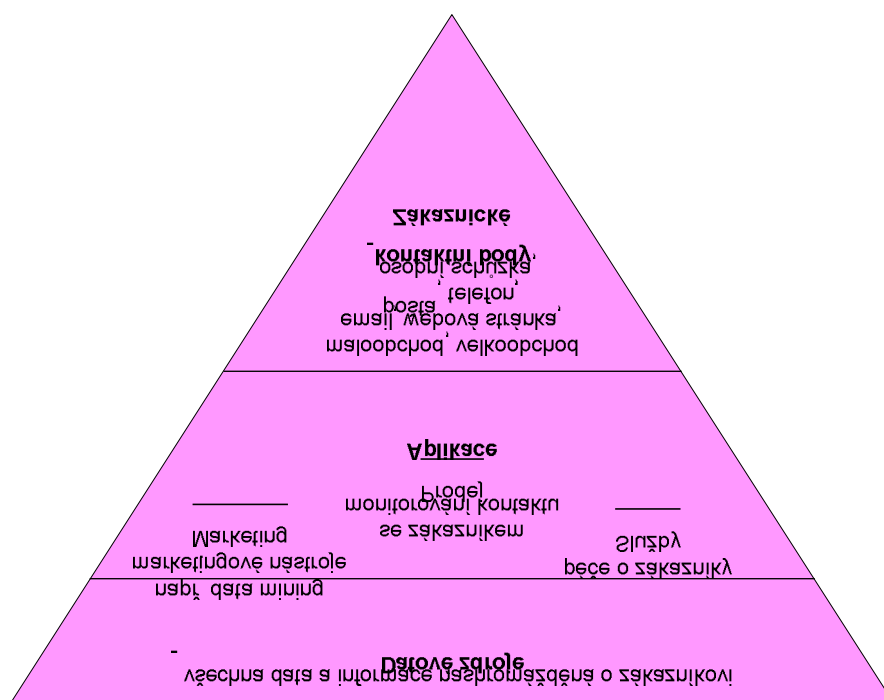 Zákaznické
kontaktní body,
osobní schůzka,
telefon,
pošta,
email, webová stránka,
maloobchod, velkoobchod
Aplikace
Prodej
monitorování kontaktu
se zákazníkem
Marketing
marketingové nástroje
např. data mining
Služby
péče o zákazníky
Datové zdroje
všechna data a informace nashromážděná o zákazníkovi